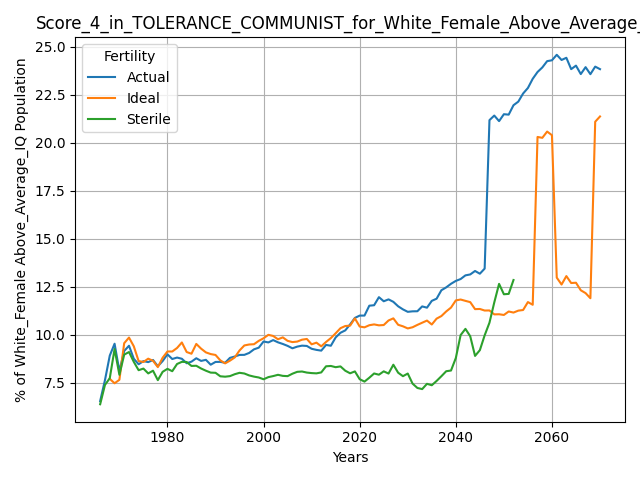 Score_4_in_TOLERANCE_COMMUNIST_for_White_Female_Above_Average_
% of White_Female Above_Average_IQ Population
25.0
22.5
20.0
17.5
15.0
12.5
10.0
7.5
Fertility
Actual
Ideal
Sterile
1980 2000 2020 2040 2060
Years